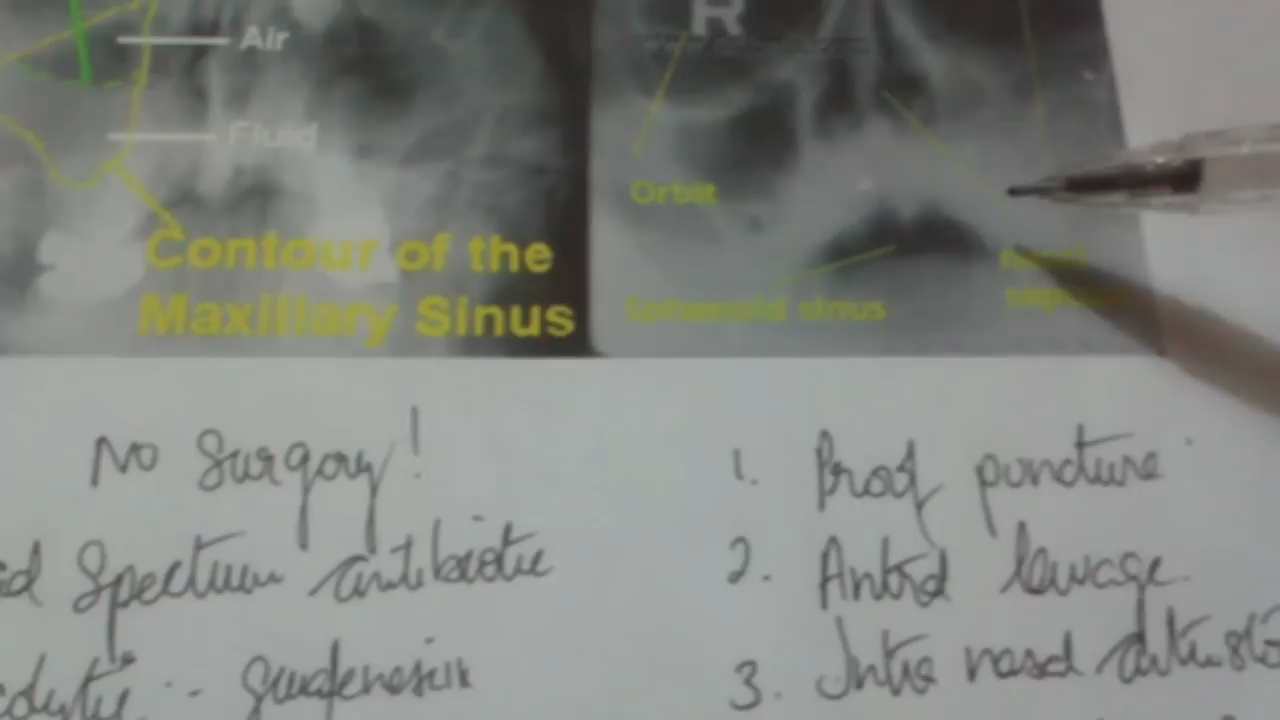 Air
Fluid
Contour of the
Maxillary Sinus
R
Orbit
Sphenoid sinus
No Surgory!
Spectrum antibiotic
1. Proof puncture
2. Antral lavage
3. Intra nasal